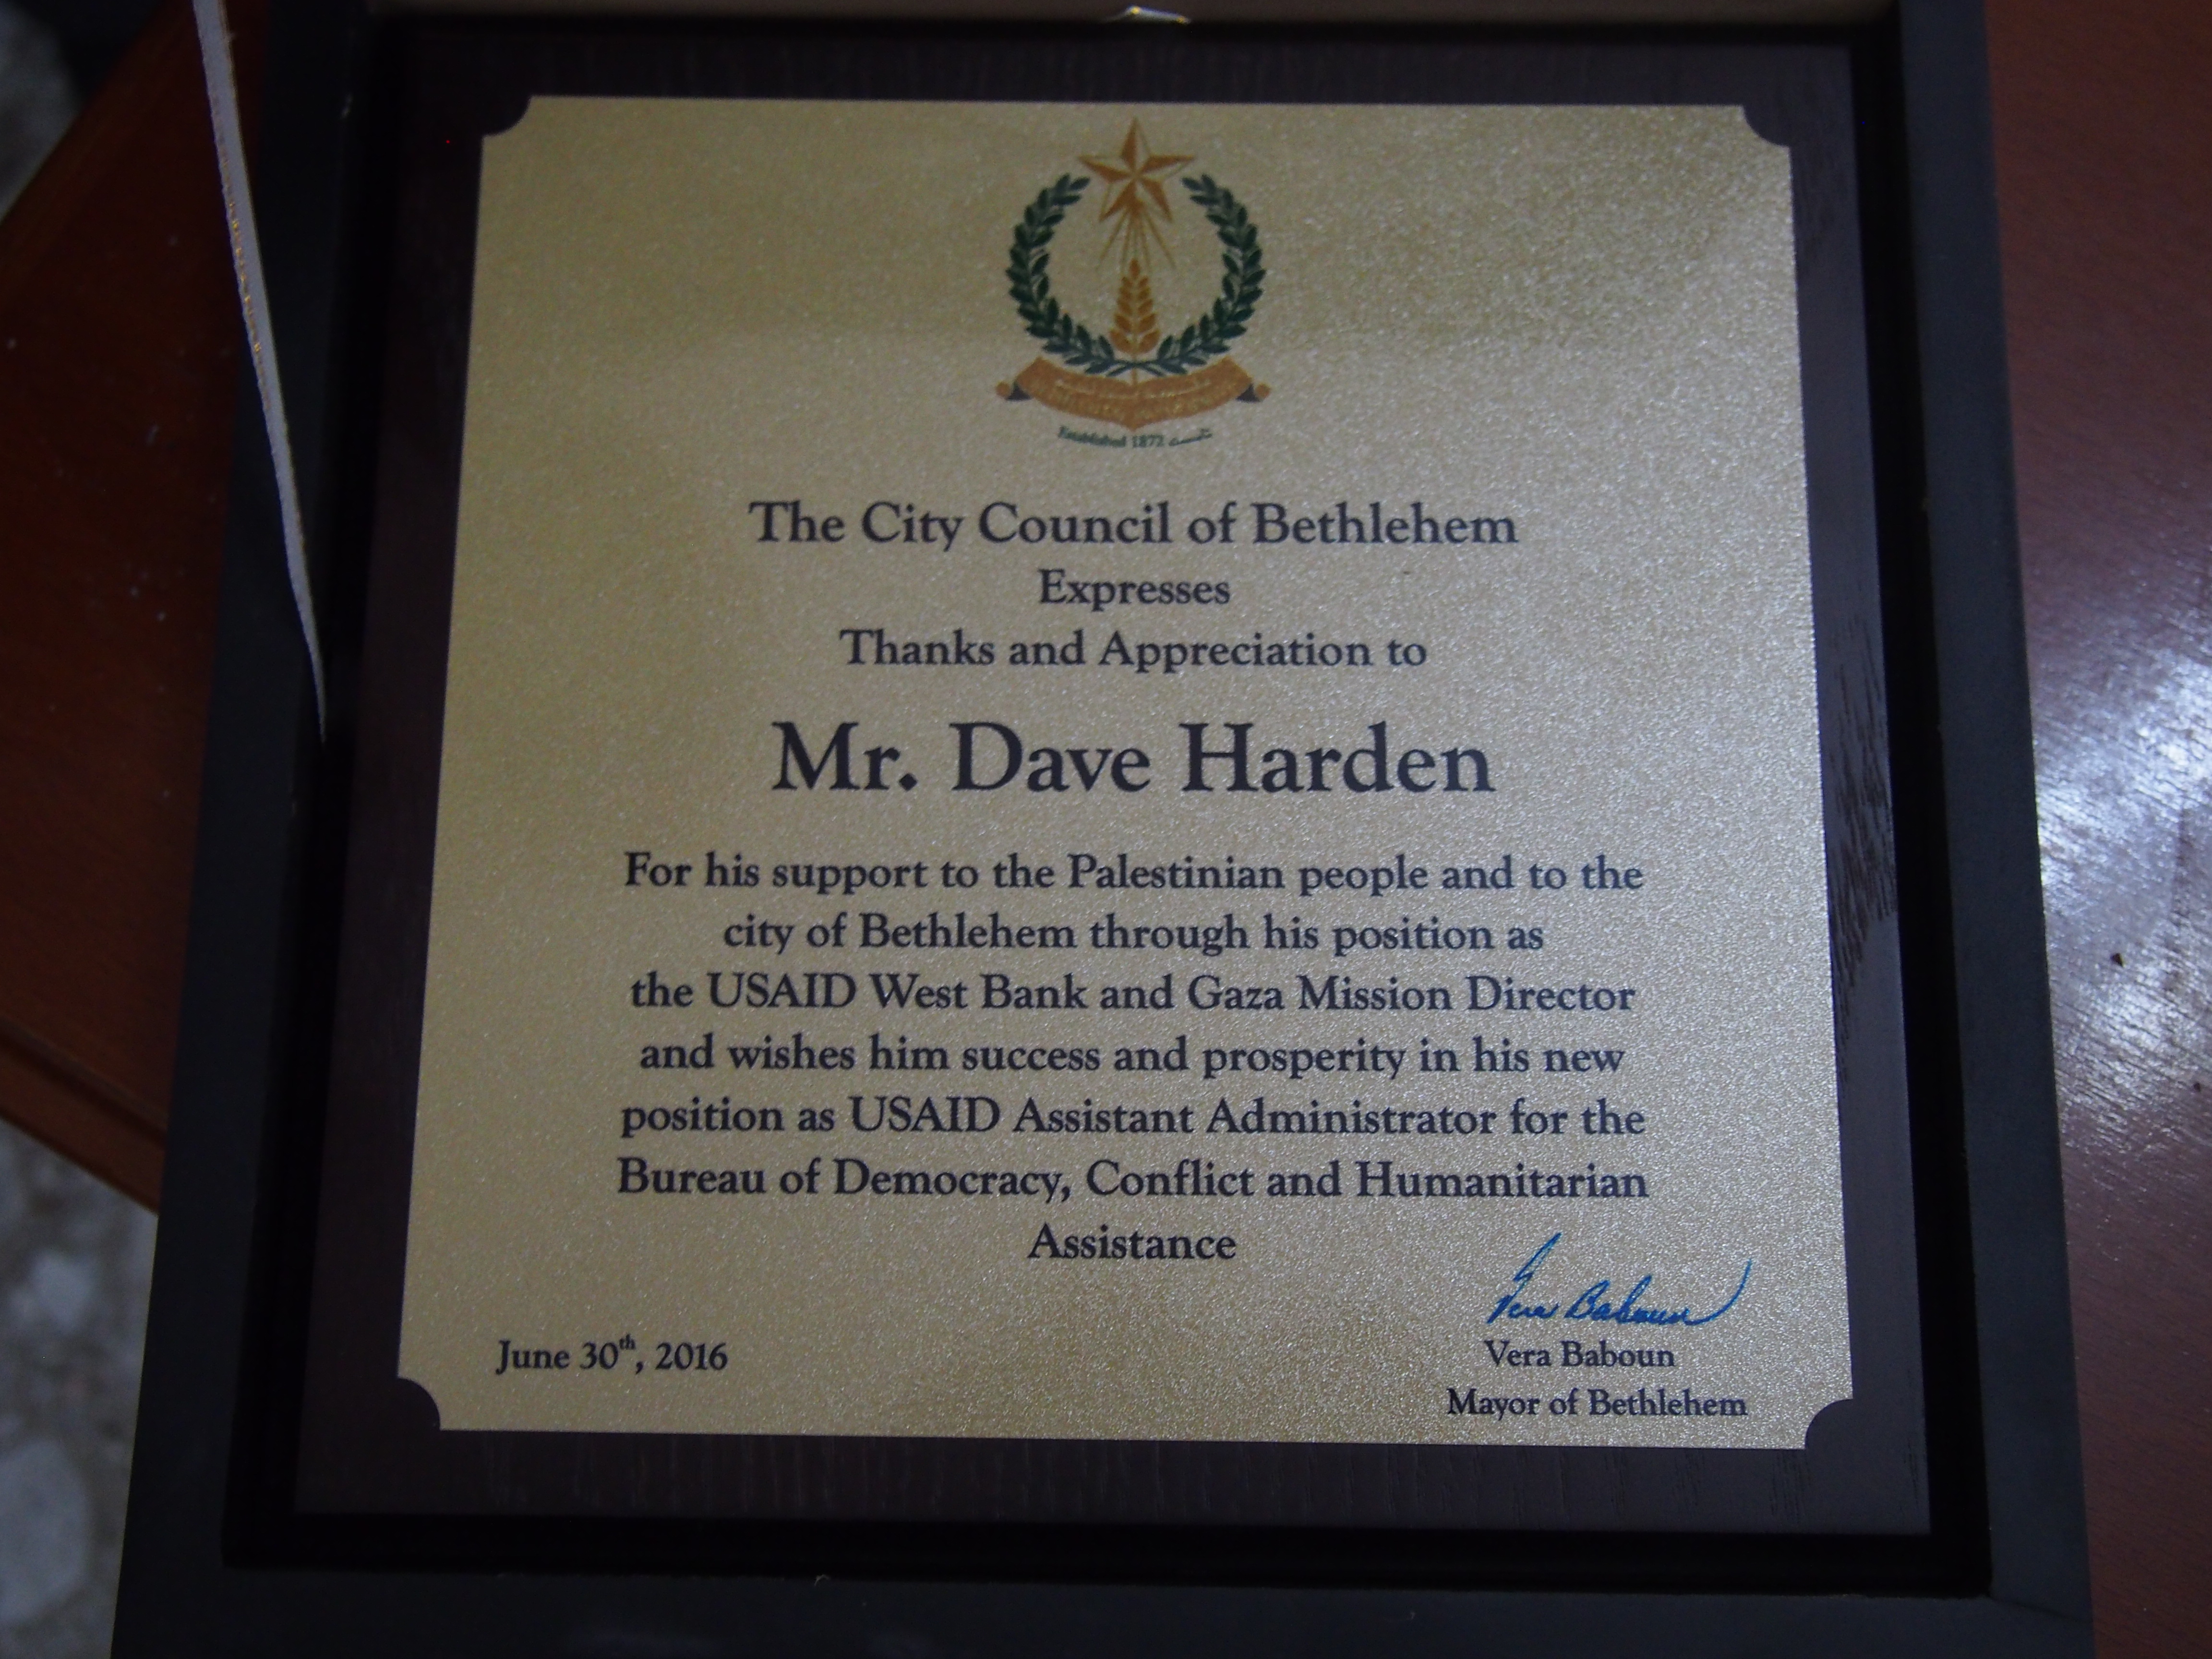 Established 1872
The City Council of Bethlehem
Expresses
Thanks and Appreciation to
Mr. Dave Harden
For his support to the Palestinian people and to the
city of Bethlehem through his position as
the USAID West Bank and Gaza Mission Director
and wishes him success and prosperity in his new
position as USAID Assistant Administrator for the
Bureau of Democracy, Conflict and Humanitarian
Assistance
Vera Baboun
June 30th, 2016
Vera Baboun
Mayor of Bethlehem